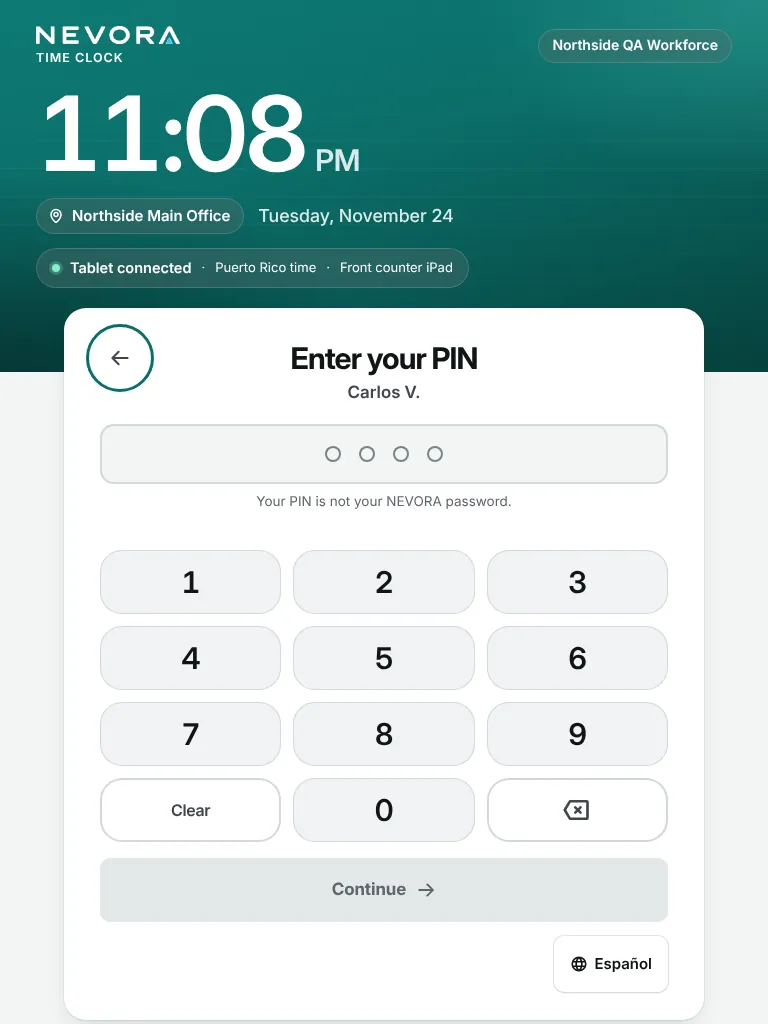 NEVORA
TIME CLOCK
Northside QA Workforce
11:08 PM
Northside Main Office
Tuesday, November 24
Tablet connected · Puerto Rico time · Front counter iPad
Enter your PIN
Carlos V.
Your PIN is not your NEVORA password.
1 2 3
4 5 6
7 8 9
Clear 0
Continue
Español